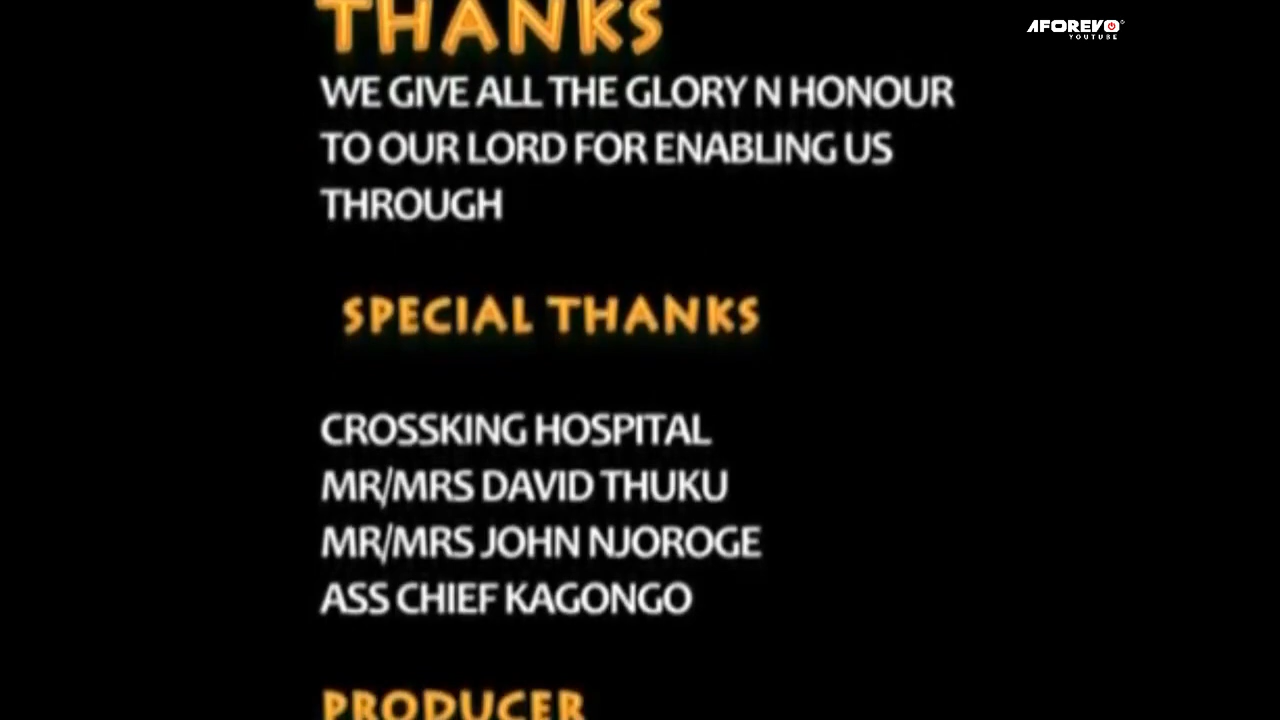 THANKS
AFOREVO
YOUTUBE
WE GIVE ALL THE GLORY N HONOUR
TO OUR LORD FOR ENABLING US
THROUGH
SPECIAL THANKS
CROSSKING HOSPITAL
MR/MRS DAVID THUKU
MR/MRS JOHN NJOROGE
ASS CHIEF KAGONGO
PRODUCER